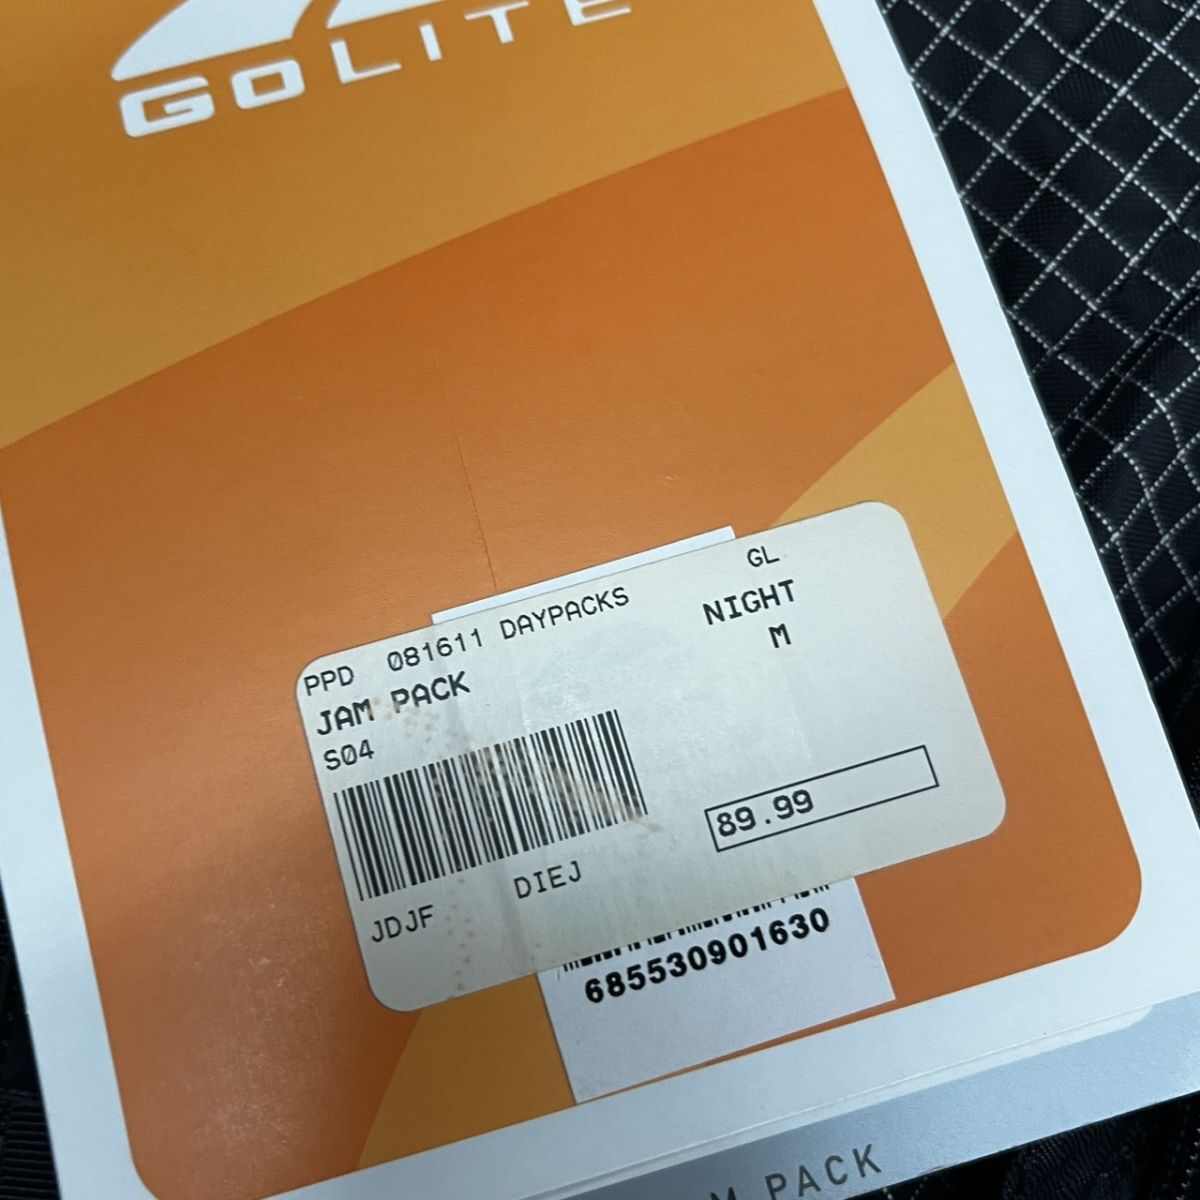 GOLITE
GL
PPD 081611 DAYPACKS
NIGHT
JAM PACK
M
S04
89.99
JDJF DIEJ
685530901630
PACK